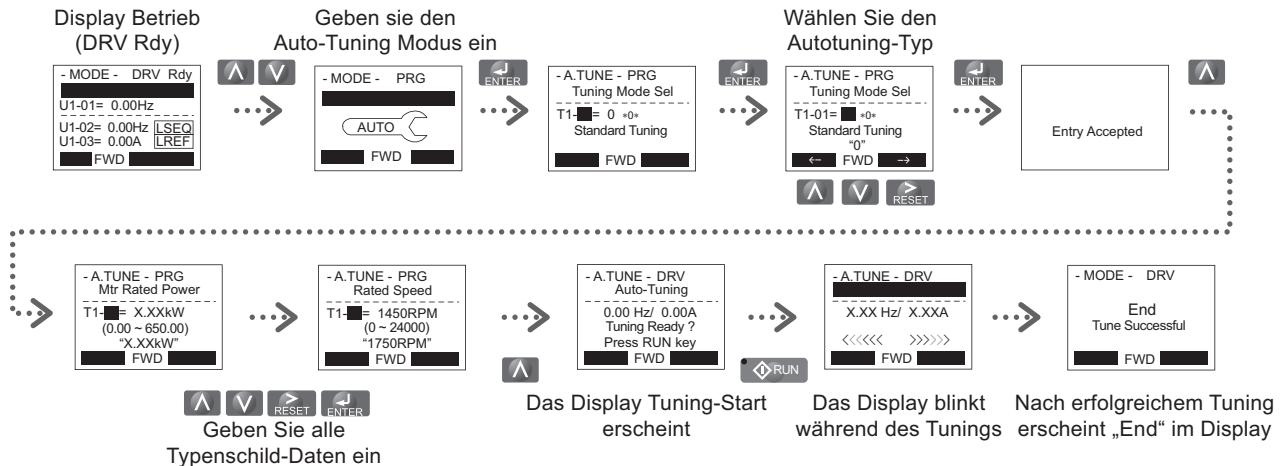 Display Betrieb
(DRV Rdy)
- MODE - DRV Rdy
U1-01= 0.00Hz
U1-02= 0.00Hz LSEQ
U1-03= 0.00A LREF
FWD
Geben sie den
Auto-Tuning Modus ein
- MODE - PRG
AUTO
FWD
ENTER
- A.TUNE - PRG
Tuning Mode Sel
T1- = 0 *0*
Standard Tuning
FWD
ENTER
Wählen Sie den
Autotuning-Typ
- A.TUNE - PRG
Tuning Mode Sel
T1-01= *0*
Standard Tuning
“0”
← FWD →
RESET
ENTER
Entry Accepted
- A.TUNE - PRG
Mtr Rated Power
T1- = X.XXkW
(0.00 ~ 650.00)
“X.XXkW”
FWD
- A.TUNE - PRG
Rated Speed
T1- = 1450RPM
(0 ~ 24000)
“1750RPM”
FWD
RESET ENTER
Geben Sie alle
Typenschild-Daten ein
- A.TUNE - DRV
Auto-Tuning
0.00 Hz/ 0.00A
Tuning Ready ?
Press RUN key
FWD
Das Display Tuning-Start
erscheint
RUN
- A.TUNE - DRV
X.XX Hz/ X.XXA
<<<<<< >>>>>>
FWD
Das Display blinkt
während des Tunings
- MODE - DRV
End
Tune Successful
FWD
Nach erfolgreichem Tuning
erscheint „End“ im Display